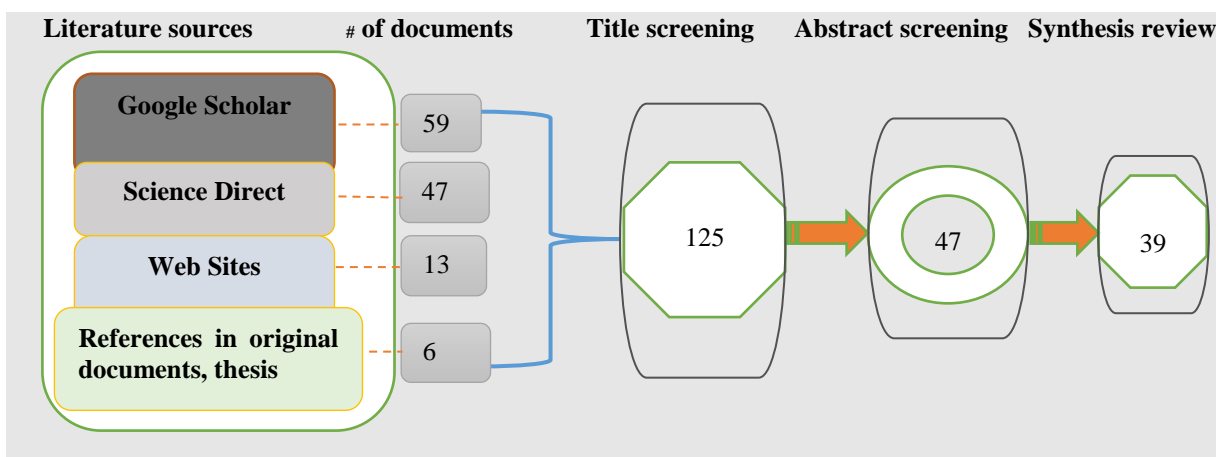 Literature sources # of documents Title screening Abstract screening Synthesis review
Google Scholar
59
Science Direct
47
Web Sites
13
References in original
documents, thesis
6
125
47
39